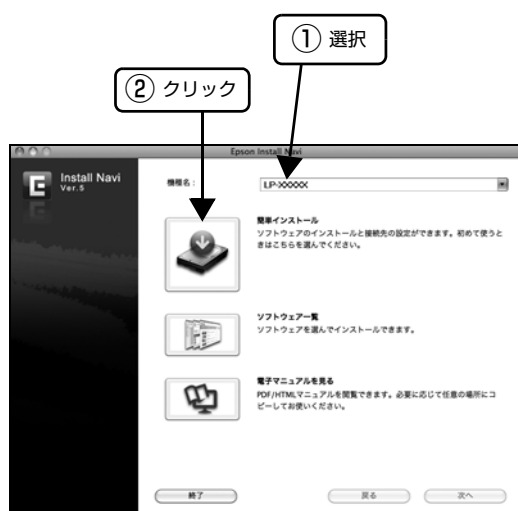 ① 選択
② クリック
Epson Install Navi
Install Navi
Ver.5
機種名：
LP-XXXXX
簡単インストール
ソフトウェアのインストールと接続先の設定ができます。初めて使うと
きはこちらを選んでください。
ソフトウェア一覧
ソフトウェアを選んでインストールできます。
電子マニュアルを見る
PDF/HTMLマニュアルを閲覧できます。必要に応じて任意の場所にコ
ピーしてお使いください。
終了
戻る
次へ